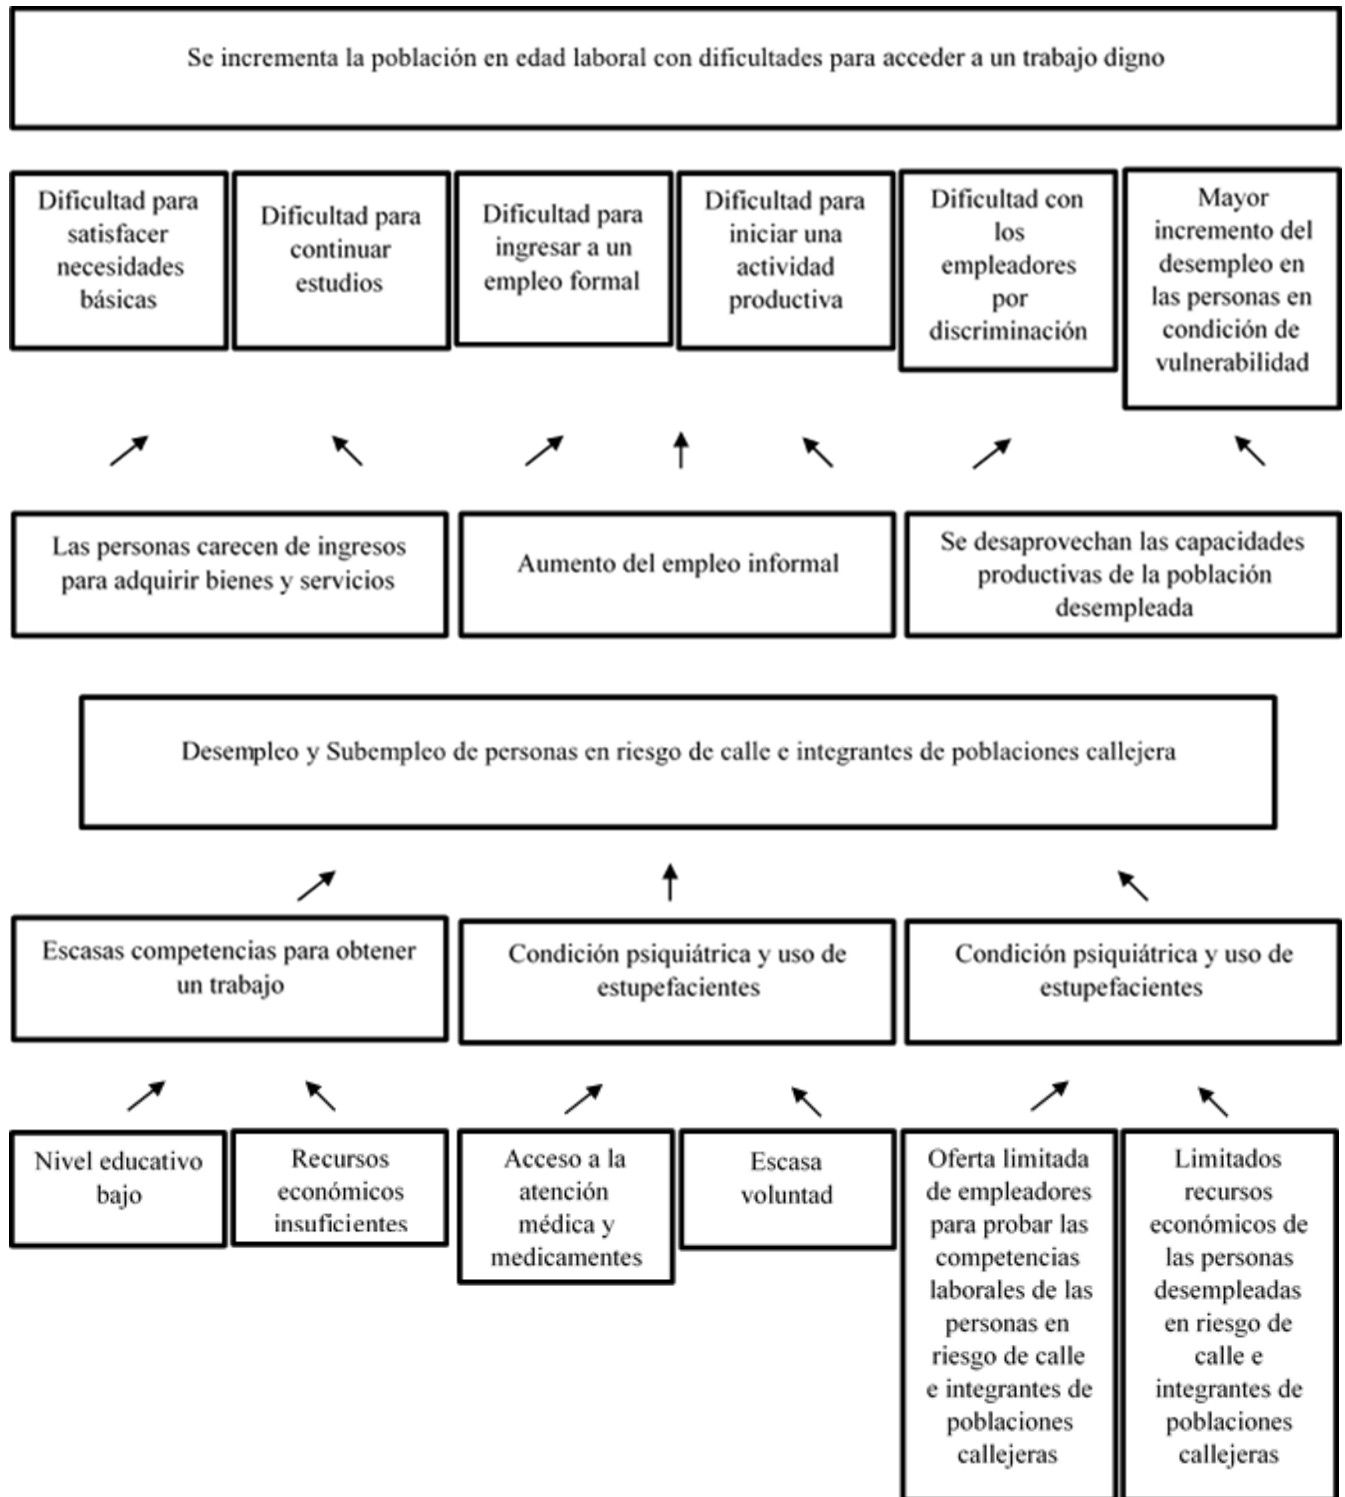 Se incrementa la población en edad laboral con dificultades para acceder a un trabajo digno
Dificultad para
satisfacer
necesidades
básicas
Dificultad para
continuar
estudios
Dificultad para
ingresar a un
empleo formal
Dificultad para
iniciar una
actividad
productiva
Dificultad con
los
empleadores
por
discriminación
Mayor
incremento del
desempleo en
las personas en
condición de
vulnerabilidad
Las personas carecen de ingresos
para adquirir bienes y servicios
Aumento del empleo informal
Se desaprovechan las capacidades
productivas de la población
desempleada
Desempleo y Subempleo de personas en riesgo de calle e integrantes de poblaciones callejera
Escasas competencias para obtener
un trabajo
Condición psiquiátrica y uso de
estupefacientes
Condición psiquiátrica y uso de
estupefacientes
Nivel educativo
bajo
Recursos
económicos
insuficientes
Acceso a la
atención
médica y
medicamentes
Escasa
voluntad
Oferta limitada
de empleadores
para probar las
competencias
laborales de las
personas en
riesgo de calle
e integrantes de
poblaciones
callejeras
Limitados
recursos
económicos de
las personas
desempleadas
en riesgo de
calle e
integrantes de
poblaciones
callejeras